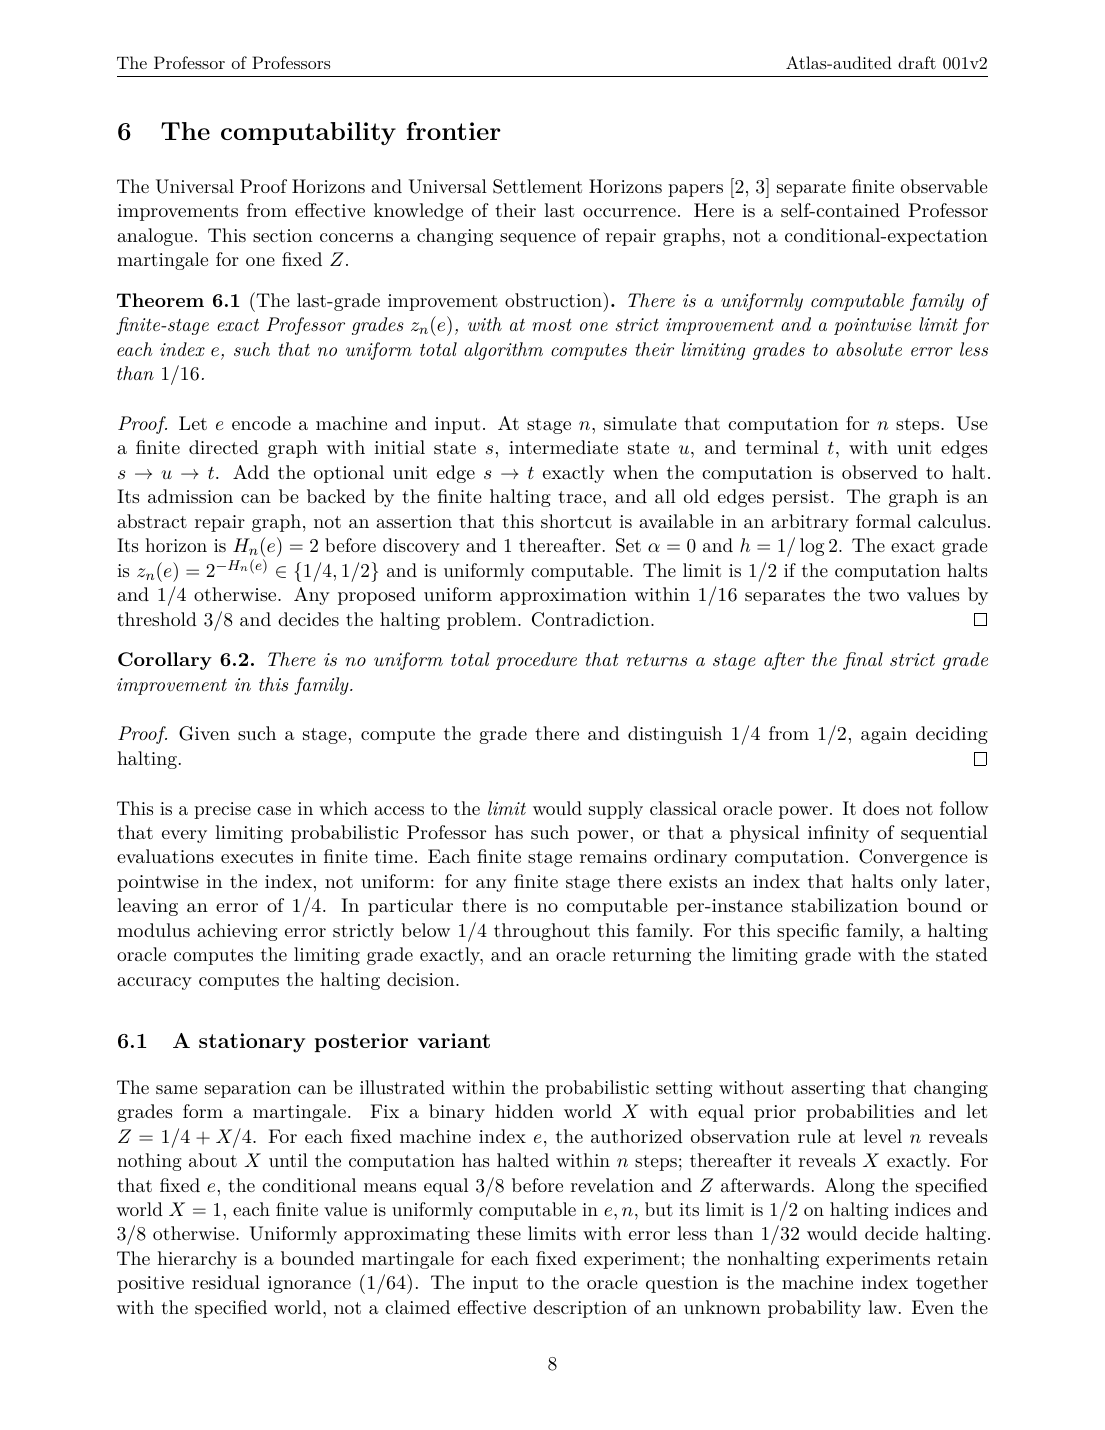 The Professor of Professors Atlas-audited draft 001v2
6 The computability frontier
The Universal Proof Horizons and Universal Settlement Horizons papers [2, 3] separate finite observable
improvements from effective knowledge of their last occurrence. Here is a self-contained Professor
analogue. This section concerns a changing sequence of repair graphs, not a conditional-expectation
martingale for one fixed Z.
Theorem 6.1 (The last-grade improvement obstruction). There is a uniformly computable family of
finite-stage exact Professor grades zₙ(e), with at most one strict improvement and a pointwise limit for
each index e, such that no uniform total algorithm computes their limiting grades to absolute error less
than 1/16.
Proof. Let e encode a machine and input. At stage n, simulate that computation for n steps. Use
a finite directed graph with initial state s, intermediate state u, and terminal t, with unit edges
s → u → t. Add the optional unit edge s → t exactly when the computation is observed to halt.
Its admission can be backed by the finite halting trace, and all old edges persist. The graph is an
abstract repair graph, not an assertion that this shortcut is available in an arbitrary formal calculus.
Its horizon is Hₙ(e) = 2 before discovery and 1 thereafter. Set α = 0 and h = 1/ log 2. The exact grade
is zₙ(e) = 2^{−Hₙ(e)} ∈ {1/4, 1/2} and is uniformly computable. The limit is 1/2 if the computation halts
and 1/4 otherwise. Any proposed uniform approximation within 1/16 separates the two values by
threshold 3/8 and decides the halting problem. Contradiction. □
Corollary 6.2. There is no uniform total procedure that returns a stage after the final strict grade
improvement in this family.
Proof. Given such a stage, compute the grade there and distinguish 1/4 from 1/2, again deciding
halting. □
This is a precise case in which access to the limit would supply classical oracle power. It does not follow
that every limiting probabilistic Professor has such power, or that a physical infinity of sequential
evaluations executes in finite time. Each finite stage remains ordinary computation. Convergence is
pointwise in the index, not uniform: for any finite stage there exists an index that halts only later,
leaving an error of 1/4. In particular there is no computable per-instance stabilization bound or
modulus achieving error strictly below 1/4 throughout this family. For this specific family, a halting
oracle computes the limiting grade exactly, and an oracle returning the limiting grade with the stated
accuracy computes the halting decision.
6.1 A stationary posterior variant
The same separation can be illustrated within the probabilistic setting without asserting that changing
grades form a martingale. Fix a binary hidden world X with equal prior probabilities and let
Z = 1/4 + X/4. For each fixed machine index e, the authorized observation rule at level n reveals
nothing about X until the computation has halted within n steps; thereafter it reveals X exactly. For
that fixed e, the conditional means equal 3/8 before revelation and Z afterwards. Along the specified
world X = 1, each finite value is uniformly computable in e, n, but its limit is 1/2 on halting indices and
3/8 otherwise. Uniformly approximating these limits with error less than 1/32 would decide halting.
The hierarchy is a bounded martingale for each fixed experiment; the nonhalting experiments retain
positive residual ignorance (1/64). The input to the oracle question is the machine index together
with the specified world, not a claimed effective description of an unknown probability law. Even the
8